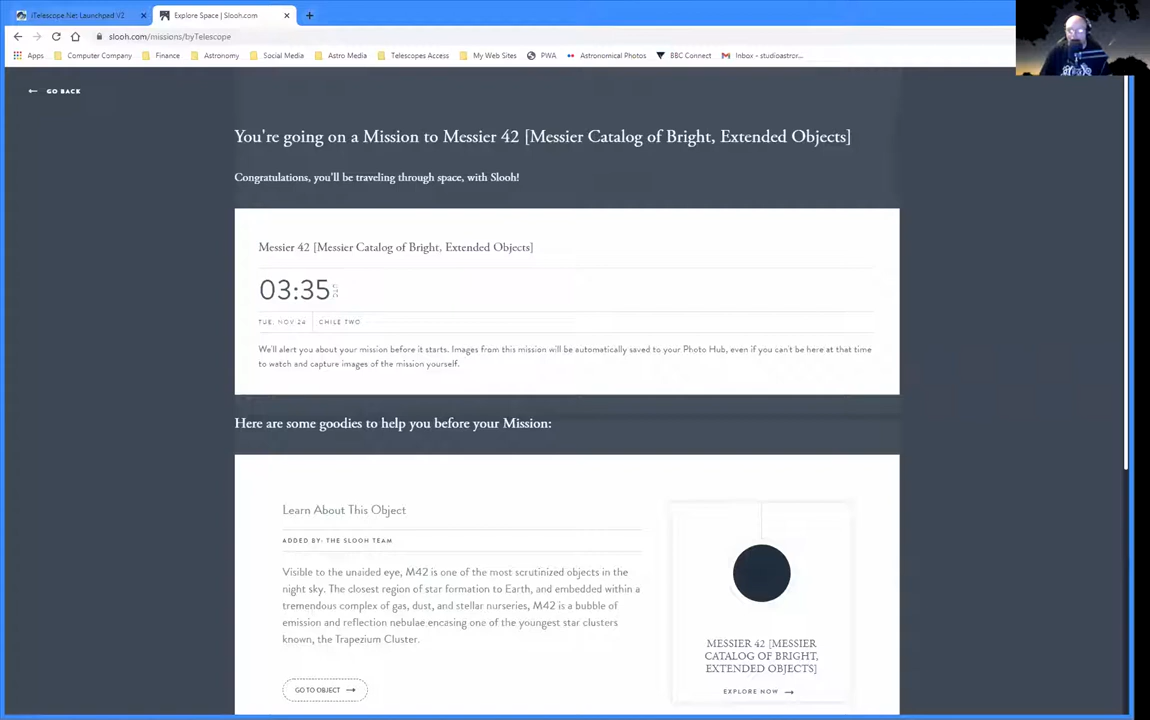 iTelescope.Net Launchpad V2
Explore Space | Slooh.com
slooh.com/missions/byTelescope
Apps Computer Company Finance Astronomy Social Media Astro Media Telescopes Access My Web Sites PWA Astronomical Photos BBC Connect Inbox - studioastror...
GO BACK
You're going on a Mission to Messier 42 [Messier Catalog of Bright, Extended Objects]
Congratulations, you'll be traveling through space, with Slooh!
Messier 42 [Messier Catalog of Bright, Extended Objects]
03:35 UTC
TUE, NOV 24 CHILE TWO
We'll alert you about your mission before it starts. Images from this mission will be automatically saved to your Photo Hub, even if you can't be here at that time
to watch and capture images of the mission yourself.
Here are some goodies to help you before your Mission:
Learn About This Object
ADDED BY: THE SLOOH TEAM
Visible to the unaided eye, M42 is one of the most scrutinized objects in the
night sky. The closest region of star formation to Earth, and embedded within a
tremendous complex of gas, dust, and stellar nurseries, M42 is a bubble of
emission and reflection nebulae encasing one of the youngest star clusters
known, the Trapezium Cluster.
GO TO OBJECT
MESSIER 42 [MESSIER
CATALOG OF BRIGHT,
EXTENDED OBJECTS]
EXPLORE NOW